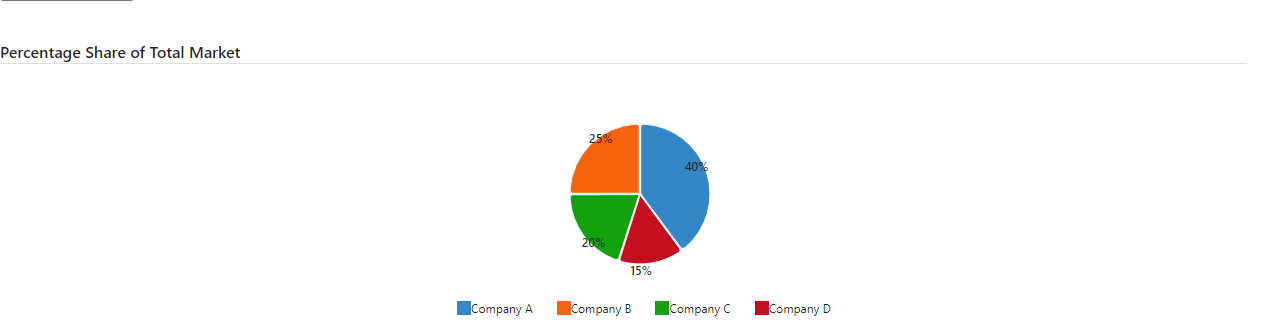 Percentage Share of Total Market
25%
40%
20%
15%
Company A
Company B
Company C
Company D